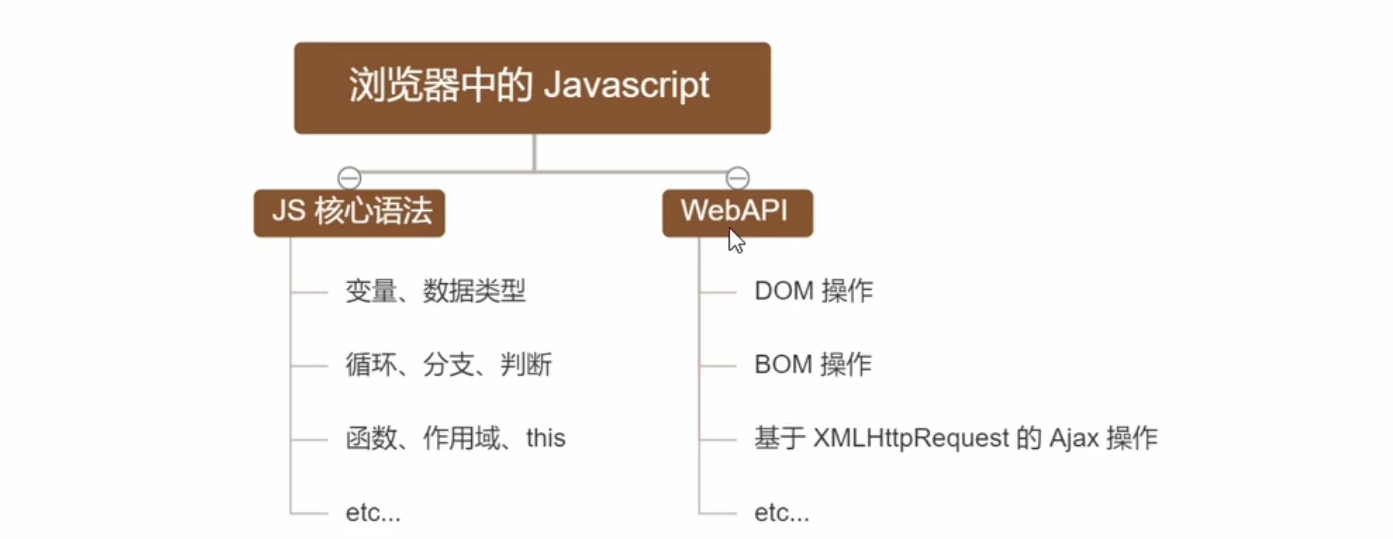 浏览器中的 Javascript
JS 核心语法
变量、数据类型
循环、分支、判断
函数、作用域、this
etc...
WebAPI
DOM 操作
BOM 操作
基于 XMLHttpRequest 的 Ajax 操作
etc...